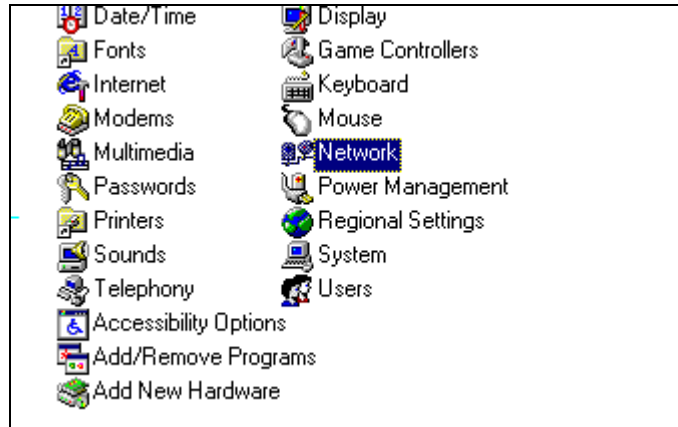 Date/Time Display
Fonts Game Controllers
Internet Keyboard
Modems Mouse
Multimedia Network
Passwords Power Management
Printers Regional Settings
Sounds System
Telephony Users
Accessibility Options
Add/Remove Programs
Add New Hardware